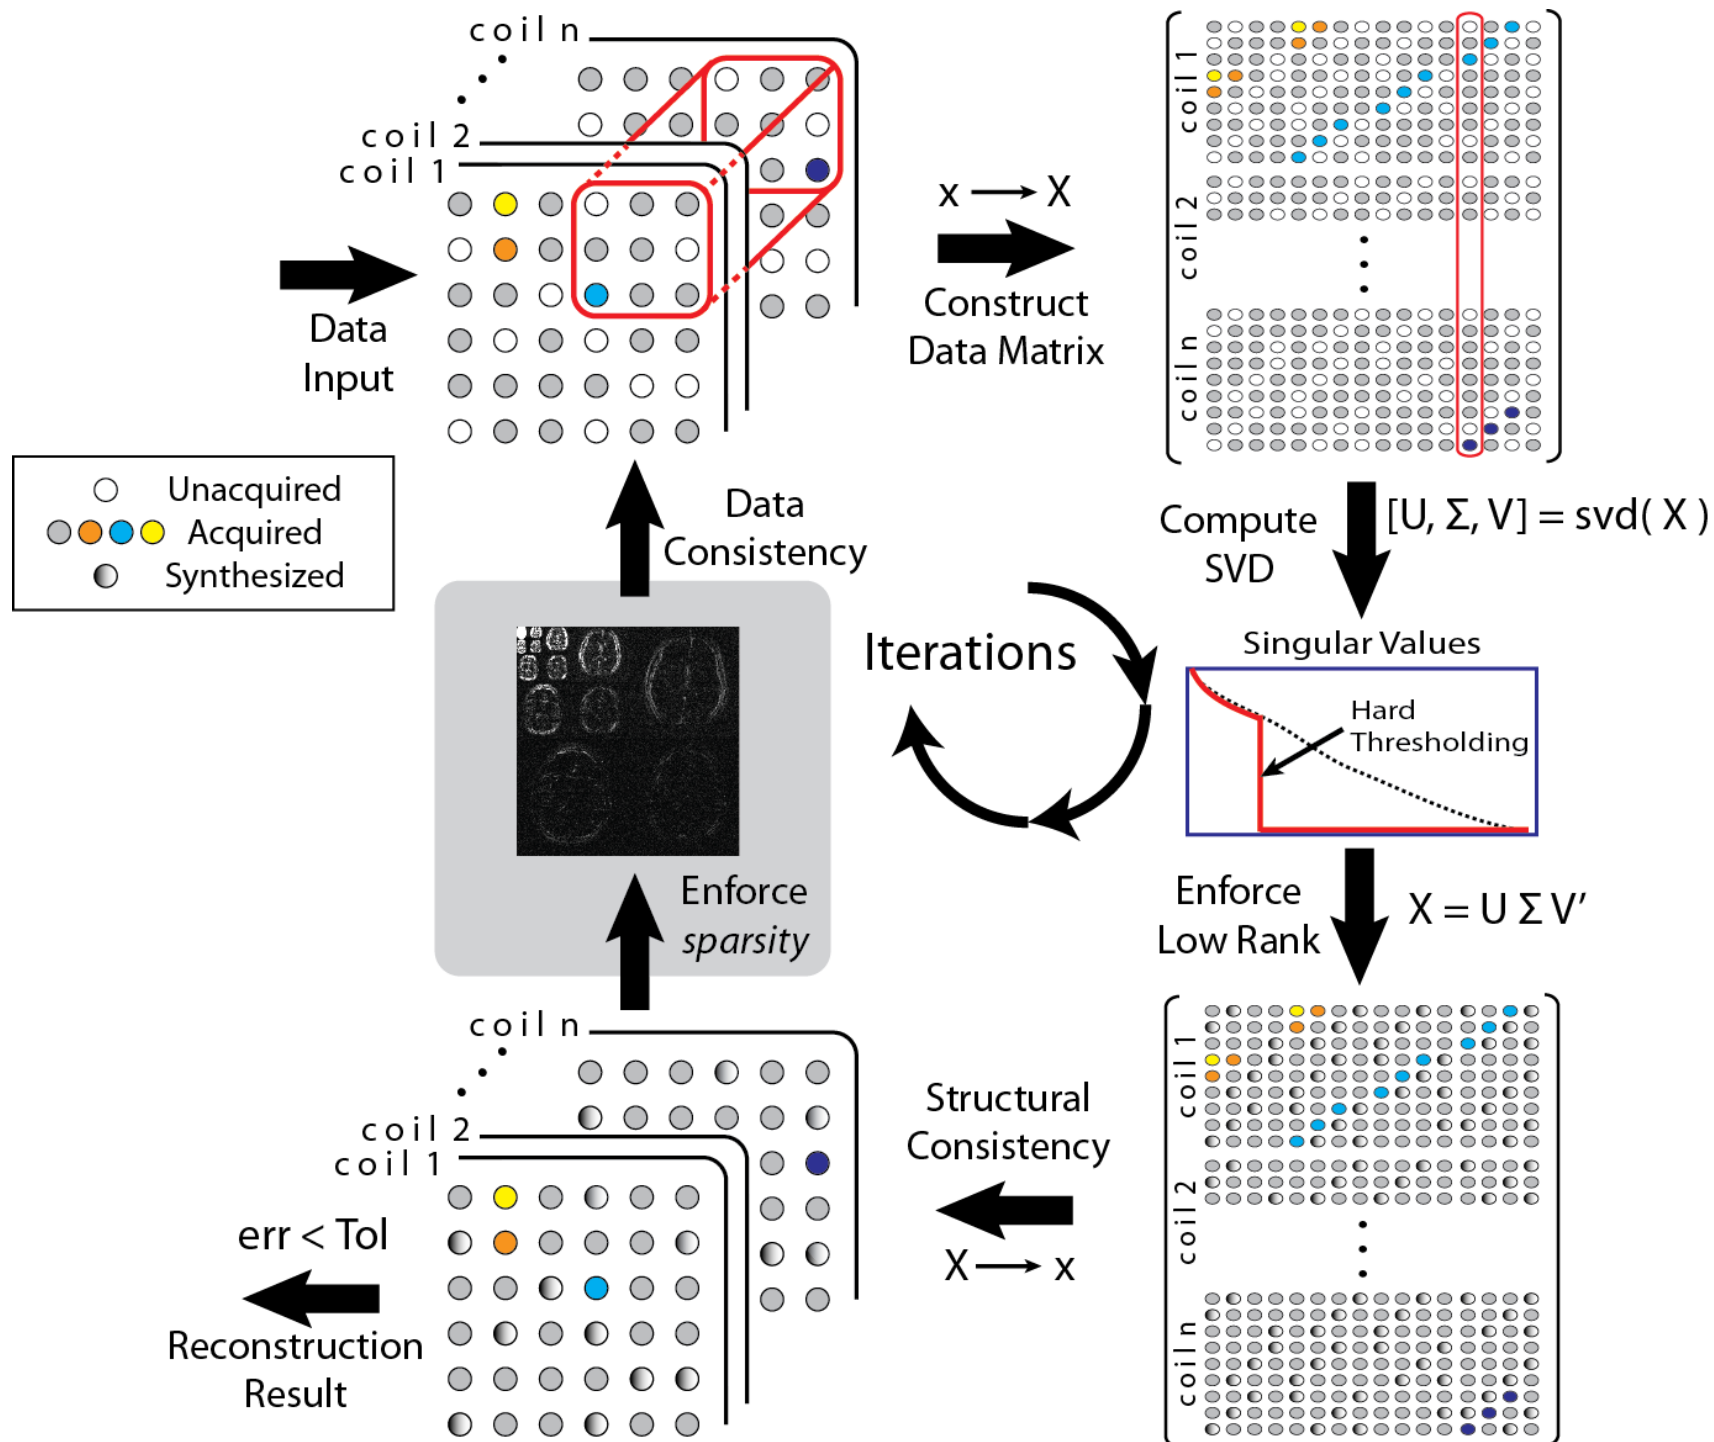 coil n
coil 2
coil 1
Data
Input
x → X
Construct
Data Matrix
coil 1
coil 2
coil n
Unacquired
Acquired
Synthesized
Data
Consistency
Compute
SVD
[U, Σ, V] = svd( X )
Iterations
Singular Values
Hard
Thresholding
Enforce
sparsity
Enforce
Low Rank
X = U Σ V'
coil n
coil 2
coil 1
Structural
Consistency
X → x
coil 1
coil 2
coil n
err < Tol
Reconstruction
Result